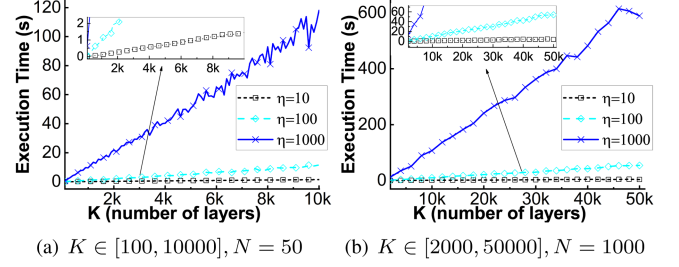 120
100
80
60
40
20
0
Execution Time (s)
2
1
0
2k 4k 6k 8k
η=10
η=100
η=1000
2k 4k 6k 8k 10k
K (number of layers)
(a) K ∈ [100, 10000], N = 50
600
400
200
0
Execution Time (s)
60
40
20
0
10k 20k 30k 40k 50k
η=10
η=100
η=1000
10k 20k 30k 40k 50k
K (number of layers)
(b) K ∈ [2000, 50000], N = 1000